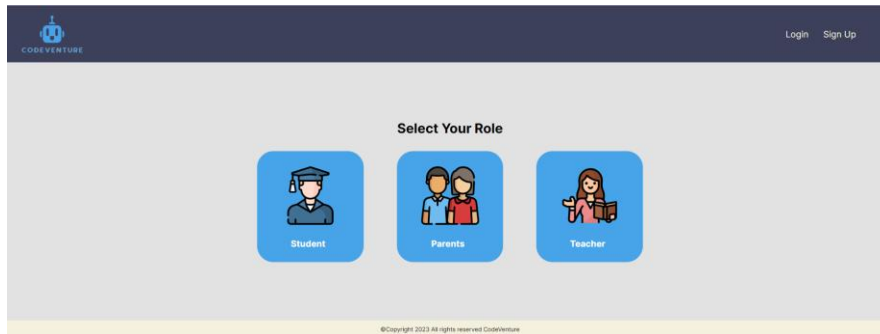 CODEVENTURE
Login Sign Up
Select Your Role
Student Parents Teacher
©Copyright 2023 All rights reserved CodeVenture